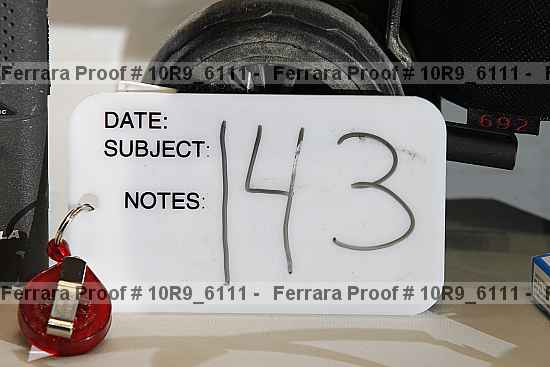 Ferrara Proof # 10R9_6111 - Ferrara Proof # 10R9_6111 -
692
DATE:
SUBJECT:
NOTES:
143
Ferrara Proof # 10R9_6111 - Ferrara Proof # 10R9_6111 -